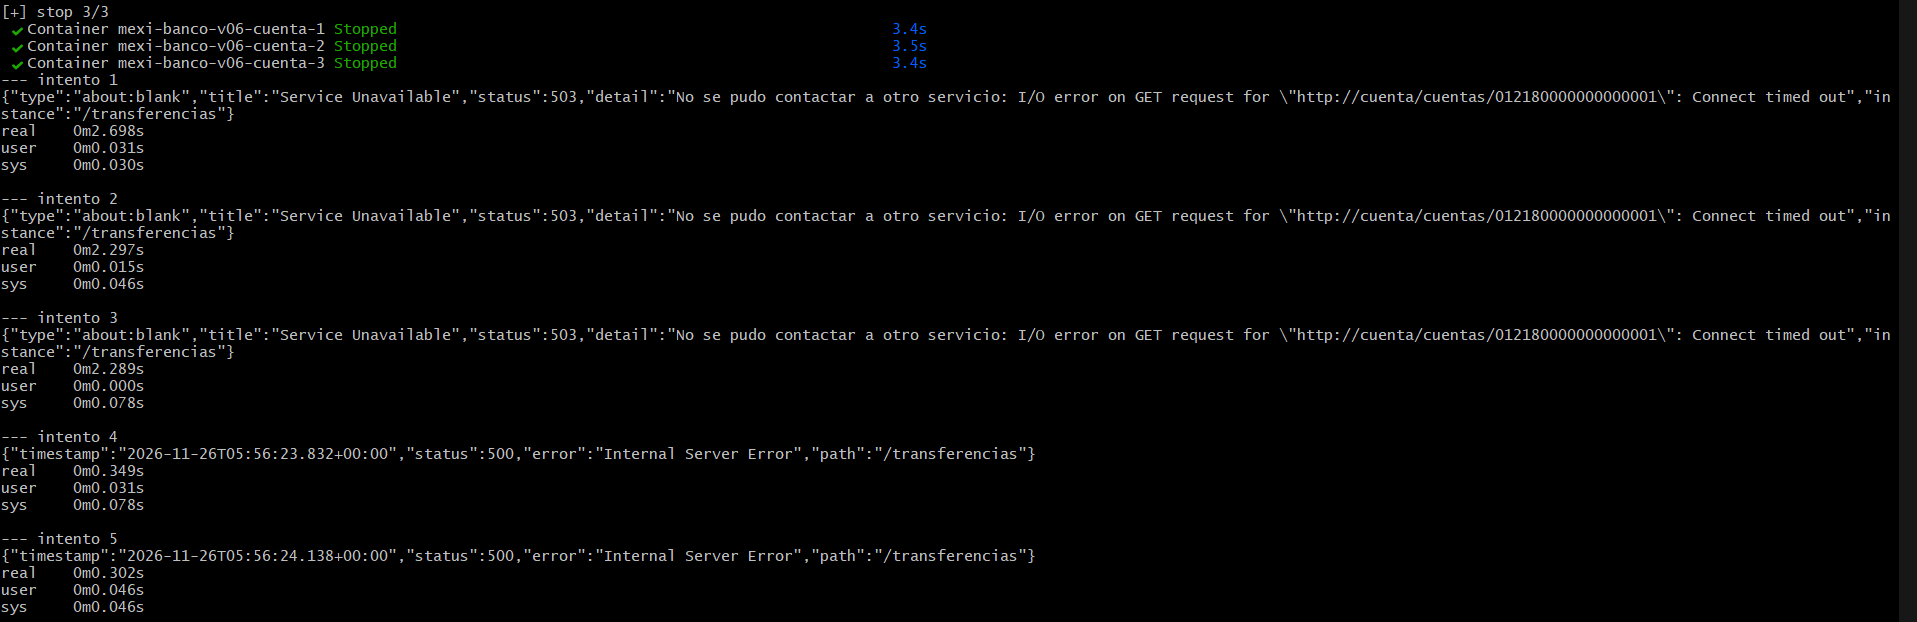 [+] stop 3/3
✔ Container mexi-banco-v06-cuenta-1 Stopped 3.4s
✔ Container mexi-banco-v06-cuenta-2 Stopped 3.5s
✔ Container mexi-banco-v06-cuenta-3 Stopped 3.4s
--- intento 1
{"type":"about:blank","title":"Service Unavailable","status":503,"detail":"No se pudo contactar a otro servicio: I/O error on GET request for \"http://cuenta/cuentas/012180000000000001\": Connect timed out","in
stance":"/transferencias"}
real 0m2.698s
user 0m0.031s
sys 0m0.030s
--- intento 2
{"type":"about:blank","title":"Service Unavailable","status":503,"detail":"No se pudo contactar a otro servicio: I/O error on GET request for \"http://cuenta/cuentas/012180000000000001\": Connect timed out","in
stance":"/transferencias"}
real 0m2.297s
user 0m0.015s
sys 0m0.046s
--- intento 3
{"type":"about:blank","title":"Service Unavailable","status":503,"detail":"No se pudo contactar a otro servicio: I/O error on GET request for \"http://cuenta/cuentas/012180000000000001\": Connect timed out","in
stance":"/transferencias"}
real 0m2.289s
user 0m0.000s
sys 0m0.078s
--- intento 4
{"timestamp":"2026-11-26T05:56:23.832+00:00","status":500,"error":"Internal Server Error","path":"/transferencias"}
real 0m0.349s
user 0m0.031s
sys 0m0.078s
--- intento 5
{"timestamp":"2026-11-26T05:56:24.138+00:00","status":500,"error":"Internal Server Error","path":"/transferencias"}
real 0m0.302s
user 0m0.046s
sys 0m0.046s